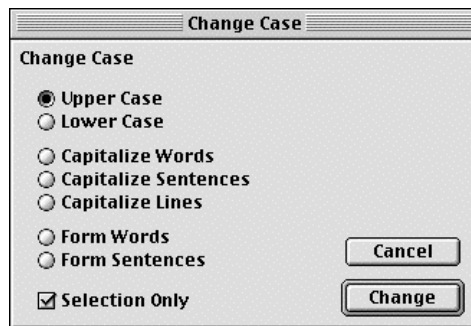 Change Case
Change Case
Upper Case
Lower Case
Capitalize Words
Capitalize Sentences
Capitalize Lines
Form Words
Form Sentences
Selection Only
Cancel
Change